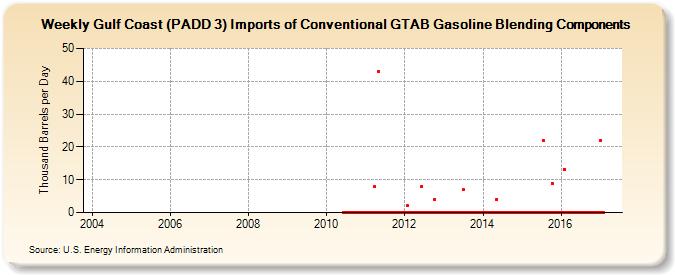 Weekly Gulf Coast (PADD 3) Imports of Conventional GTAB Gasoline Blending Components
Thousand Barrels per Day
50
40
30
20
10
0
2004 2006 2008 2010 2012 2014 2016
Source: U.S. Energy Information Administration